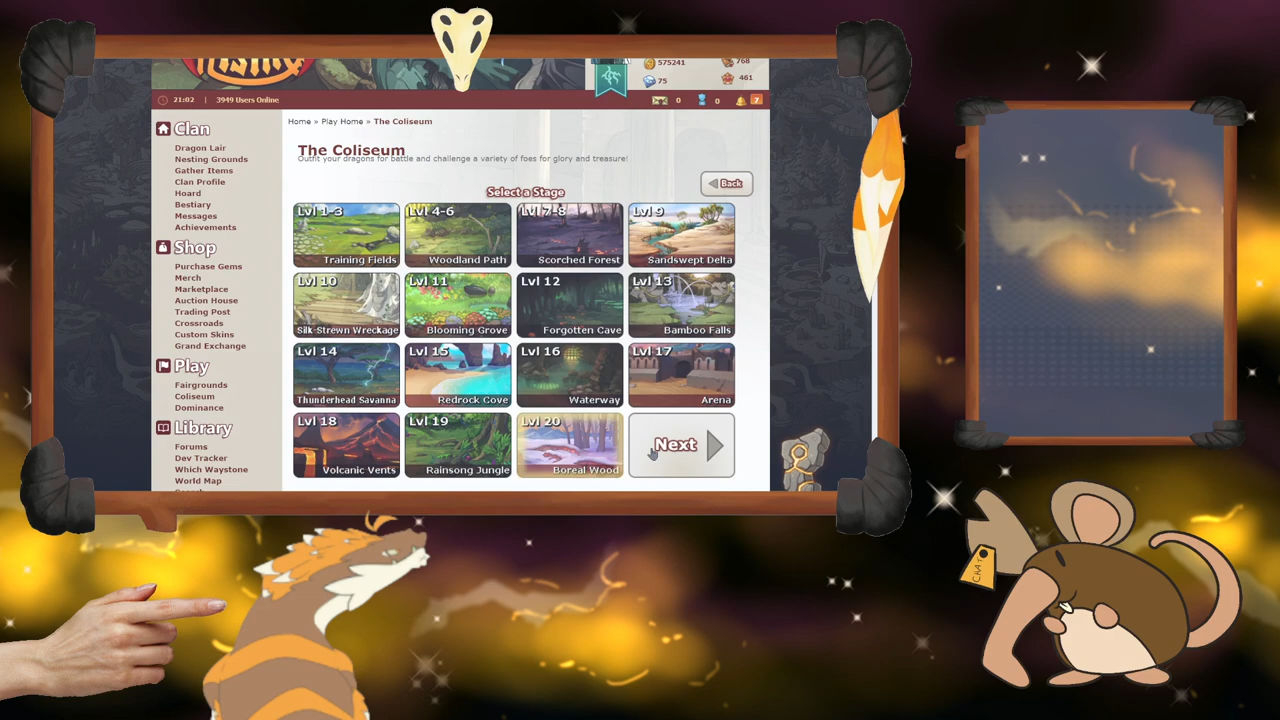 RISING
575241
768
75
461
21:02 | 3949 Users Online
0
0
7
Clan
Dragon Lair
Nesting Grounds
Gather Items
Clan Profile
Hoard
Bestiary
Messages
Achievements
Shop
Purchase Gems
Merch
Marketplace
Auction House
Trading Post
Crossroads
Custom Skins
Grand Exchange
Play
Fairgrounds
Coliseum
Dominance
Library
Forums
Dev Tracker
Which Waystone
World Map
Home » Play Home » The Coliseum
The Coliseum
Outfit your dragons for battle and challenge a variety of foes for glory and treasure!
Back
Select a Stage
Lvl 1-3
Training Fields
Lvl 4-6
Woodland Path
Lvl 7-8
Scorched Forest
Lvl 9
Sandswept Delta
Lvl 10
Silk-Strewn Wreckage
Lvl 11
Blooming Grove
Lvl 12
Forgotten Cave
Lvl 13
Bamboo Falls
Lvl 14
Thunderhead Savanna
Lvl 15
Redrock Cove
Lvl 16
Waterway
Lvl 17
Arena
Lvl 18
Volcanic Vents
Lvl 19
Rainsong Jungle
Lvl 20
Boreal Wood
Next
CHAT